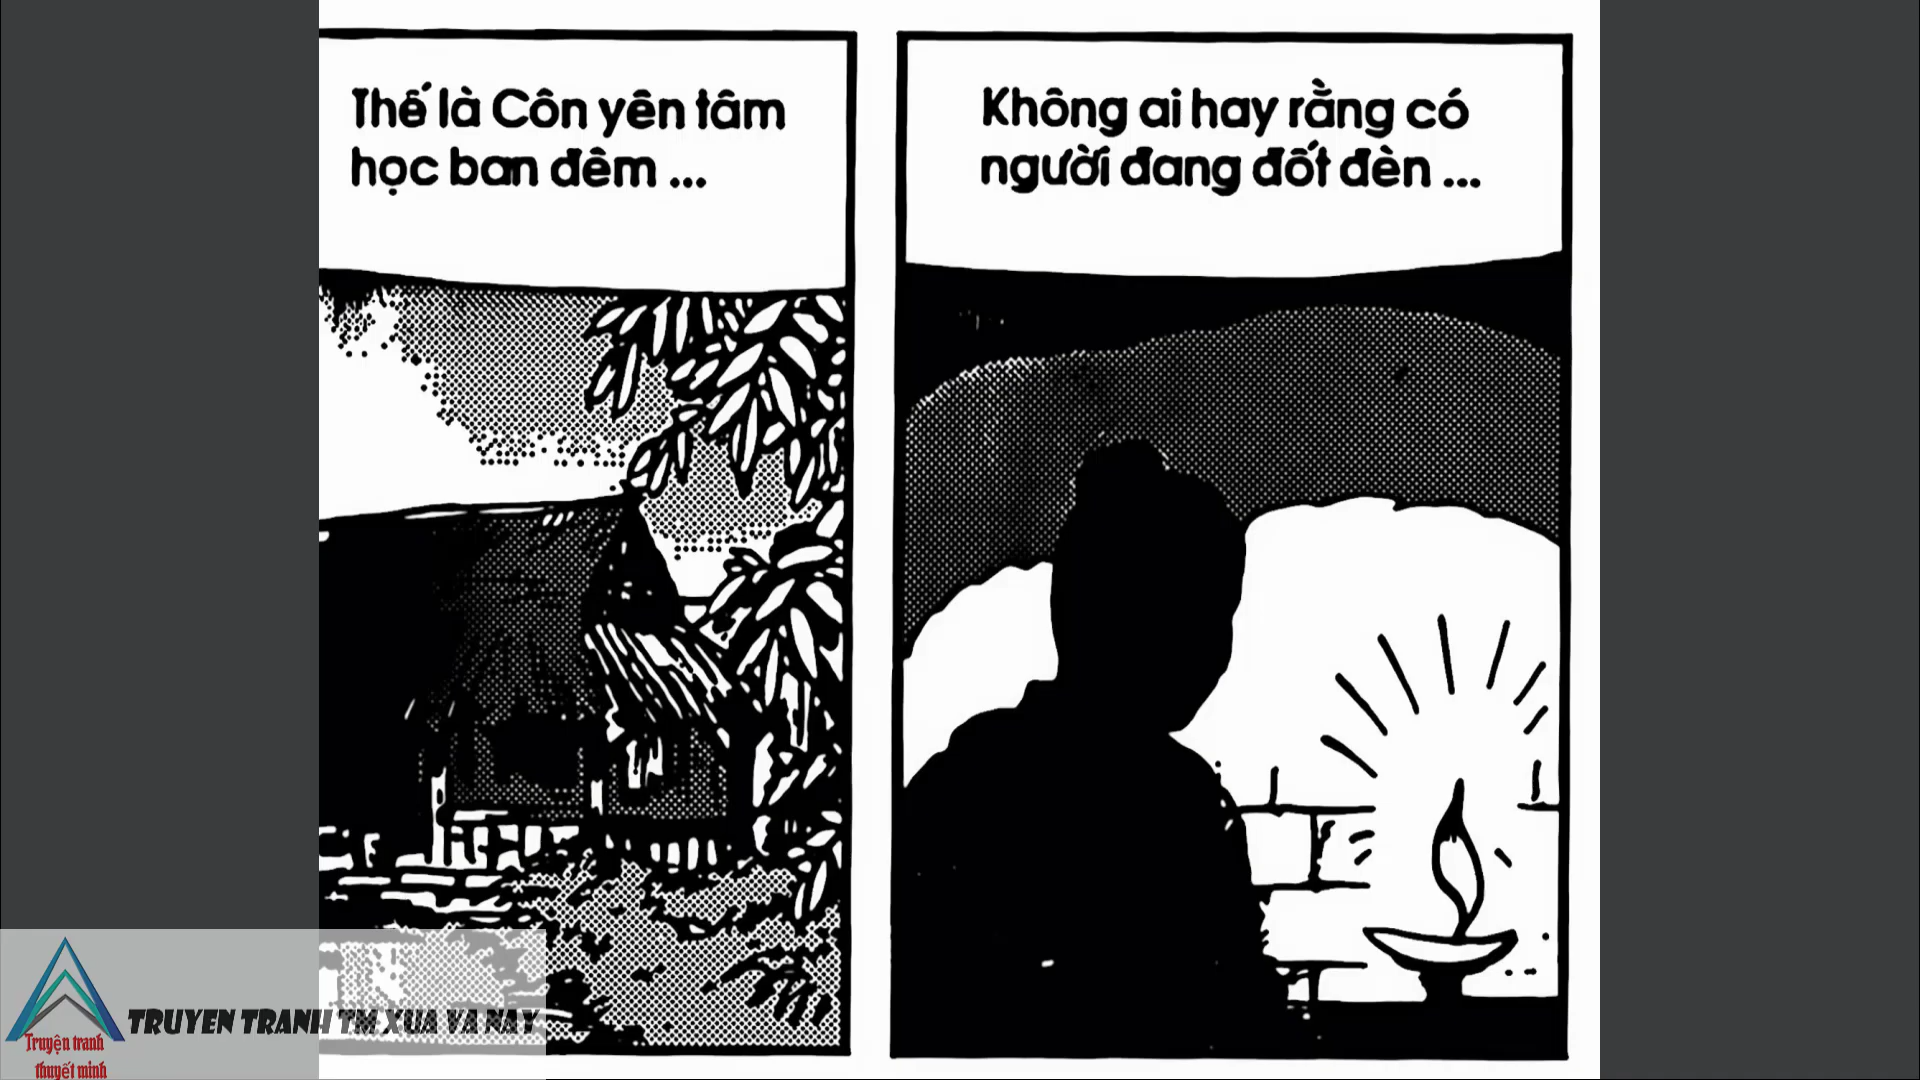 Thế là Côn yên tâm
học ban đêm ...
Không ai hay rằng có
người đang đốt đèn ...
TRUYEN TRANH TM XUA VA NAY
Truyện tranh
thuyết minh